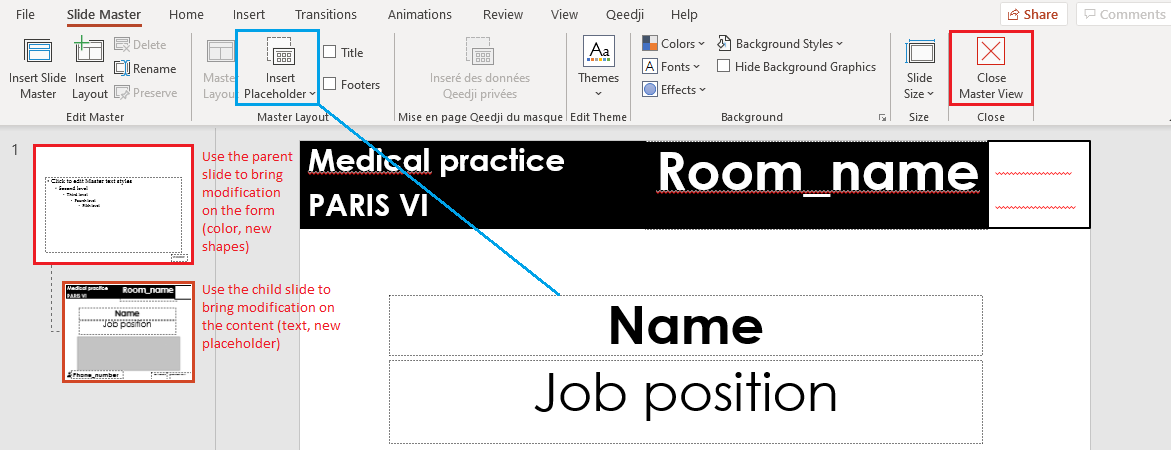 File Slide Master Home Insert Transitions Animations Review View Qeedji Help Share Comments
Insert Slide Master
Insert Layout
Delete
Rename
Preserve
Master Layout
Insert Placeholder
Title
Footers
Inseré des données Qeedji privées
Themes
Colors
Fonts
Effects
Background Styles
Hide Background Graphics
Slide Size
Close Master View
Edit Master Master Layout Mise en page Qeedji du masque Edit Theme Background Size Close
1
• Click to edit Master text styles
• Second level
• Third level
• Fourth level
• Fifth level
Use the parent
slide to bring
modification
on the form
(color, new
shapes)
Medical practice
PARIS VI
Room_name
Name
Job position
Phone_number
Use the child slide to
bring modification on
the content (text, new
placeholder)
Medical practice
PARIS VI
Room_name
Name
Job position